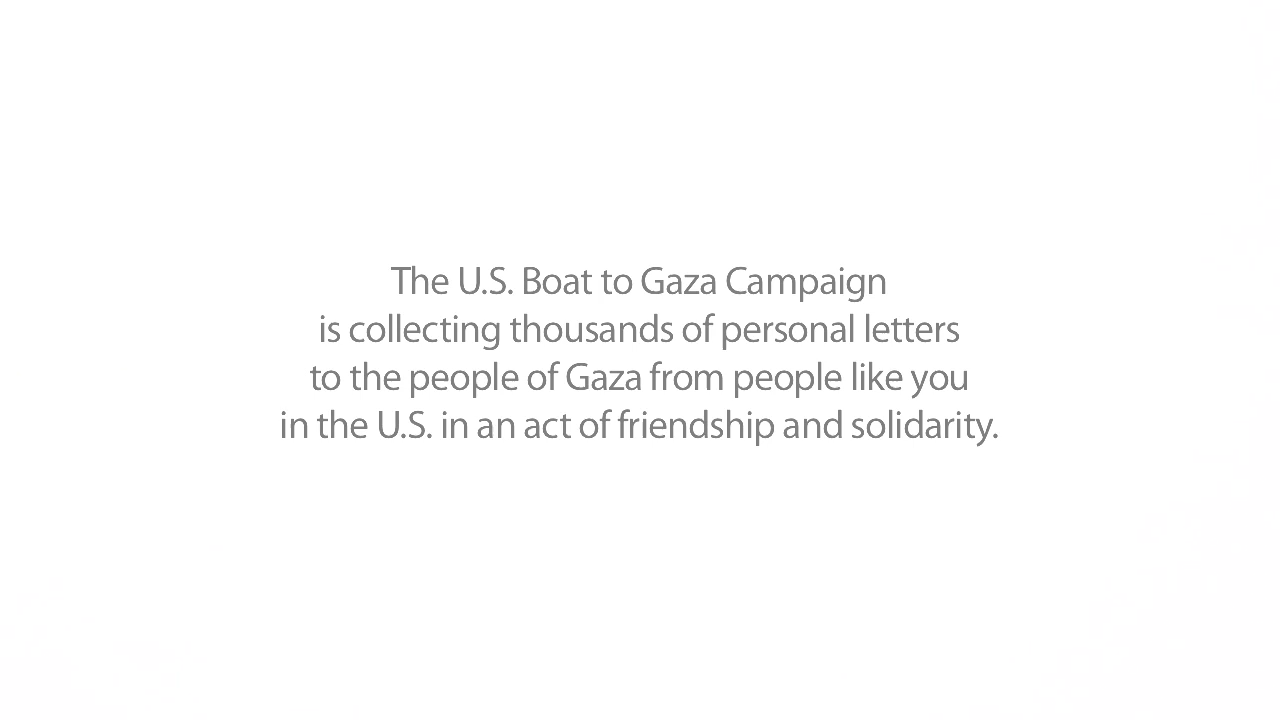 The U.S. Boat to Gaza Campaign
is collecting thousands of personal letters
to the people of Gaza from people like you
in the U.S. in an act of friendship and solidarity.